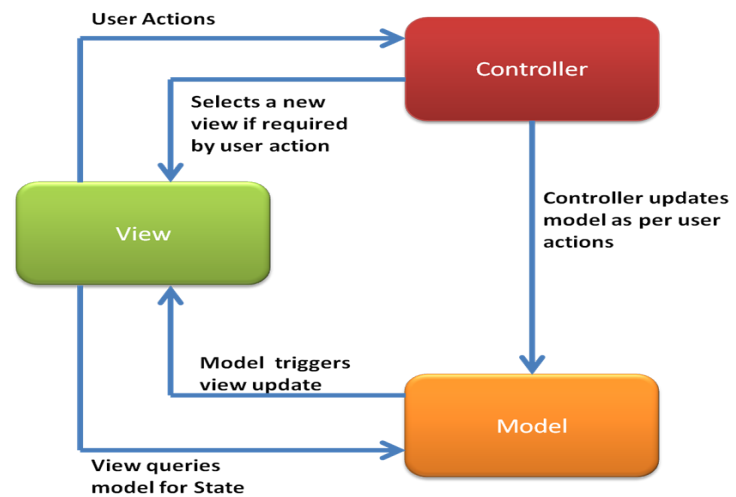 User Actions
Controller
Selects a new
view if required
by user action
Controller updates
model as per user
actions
View
Model triggers
view update
Model
View queries
model for State